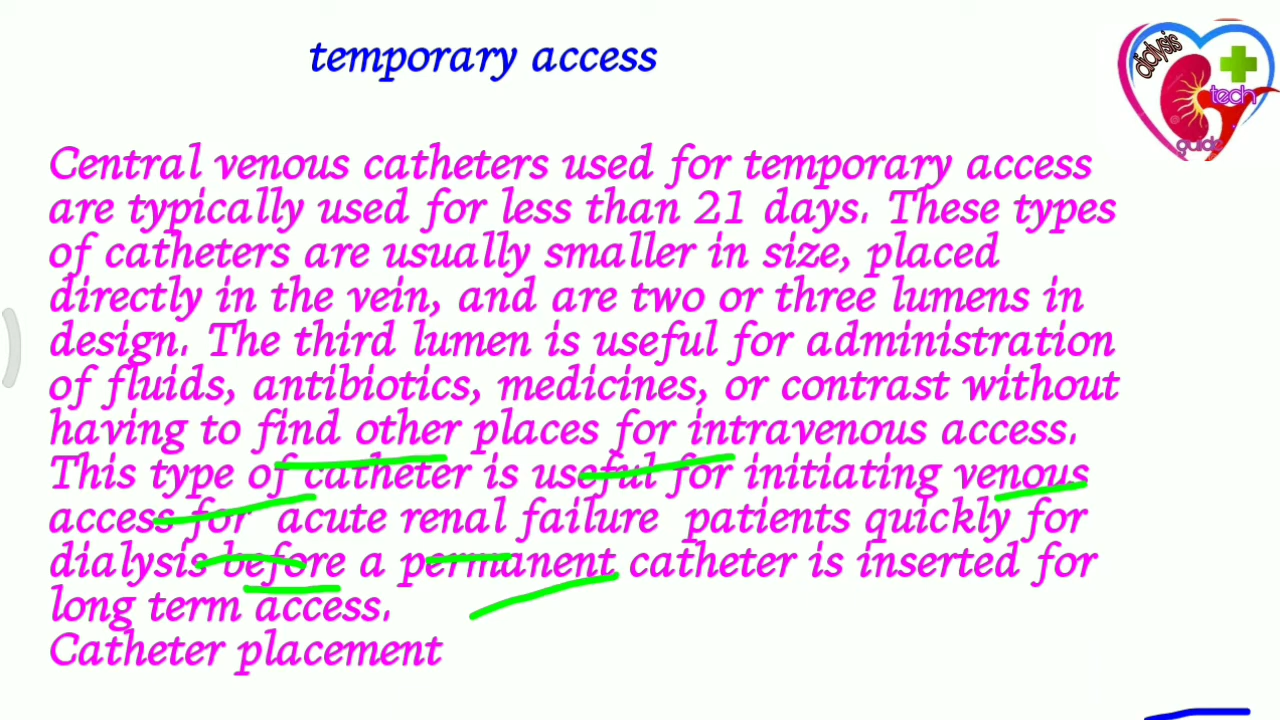 temporary access
dialysis
tech
guide
Central venous catheters used for temporary access
are typically used for less than 21 days. These types
of catheters are usually smaller in size, placed
directly in the vein, and are two or three lumens in
design. The third lumen is useful for administration
of fluids, antibiotics, medicines, or contrast without
having to find other places for intravenous access.
This type of catheter is useful for initiating venous
access for acute renal failure patients quickly for
dialysis before a permanent catheter is inserted for
long term access.
Catheter placement